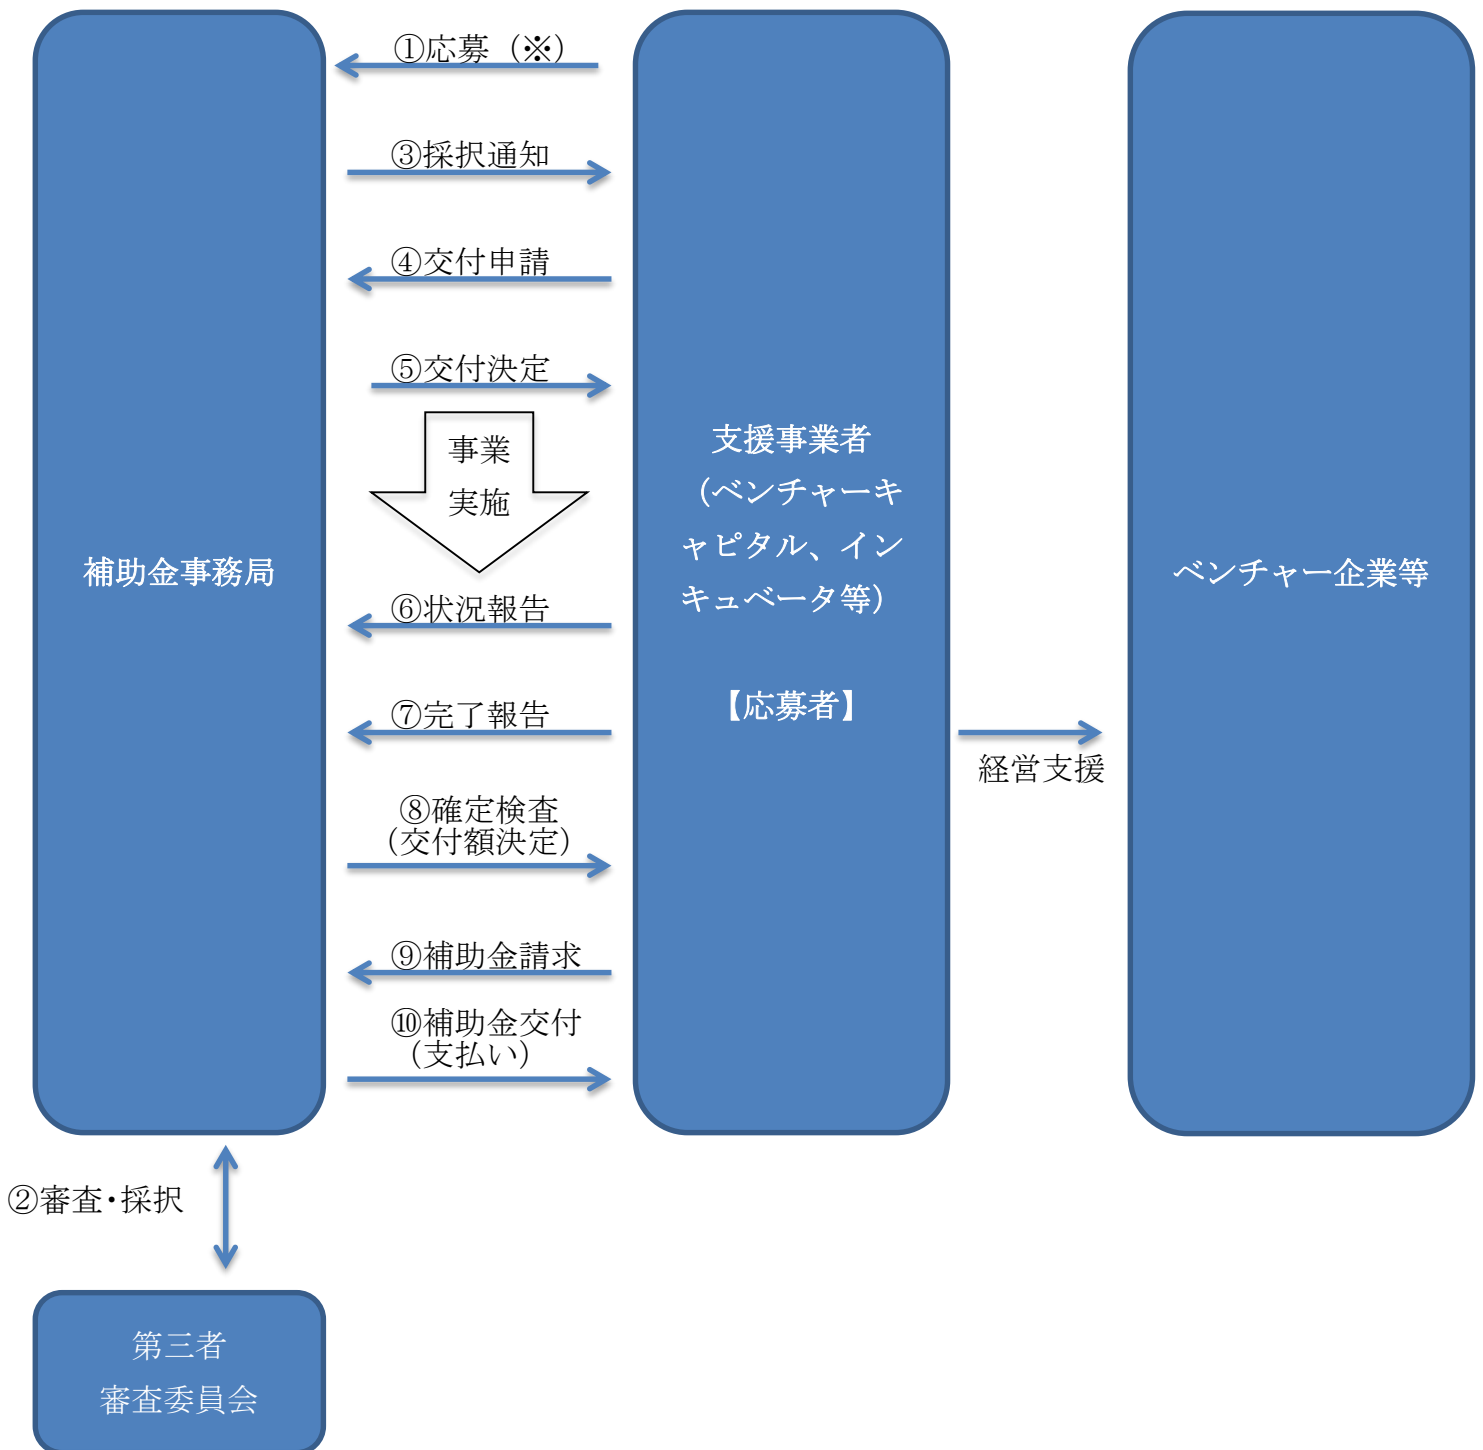 ①応募（※）
③採択通知
④交付申請
⑤交付決定
事業
実施
⑥状況報告
⑦完了報告
⑧確定検査
（交付額決定）
⑨補助金請求
⑩補助金交付
（支払い）
補助金事務局
支援事業者
（ベンチャーキ
ャピタル、イン
キュベータ等）
【応募者】
経営支援
ベンチャー企業等
②審査・採択
第三者
審査委員会